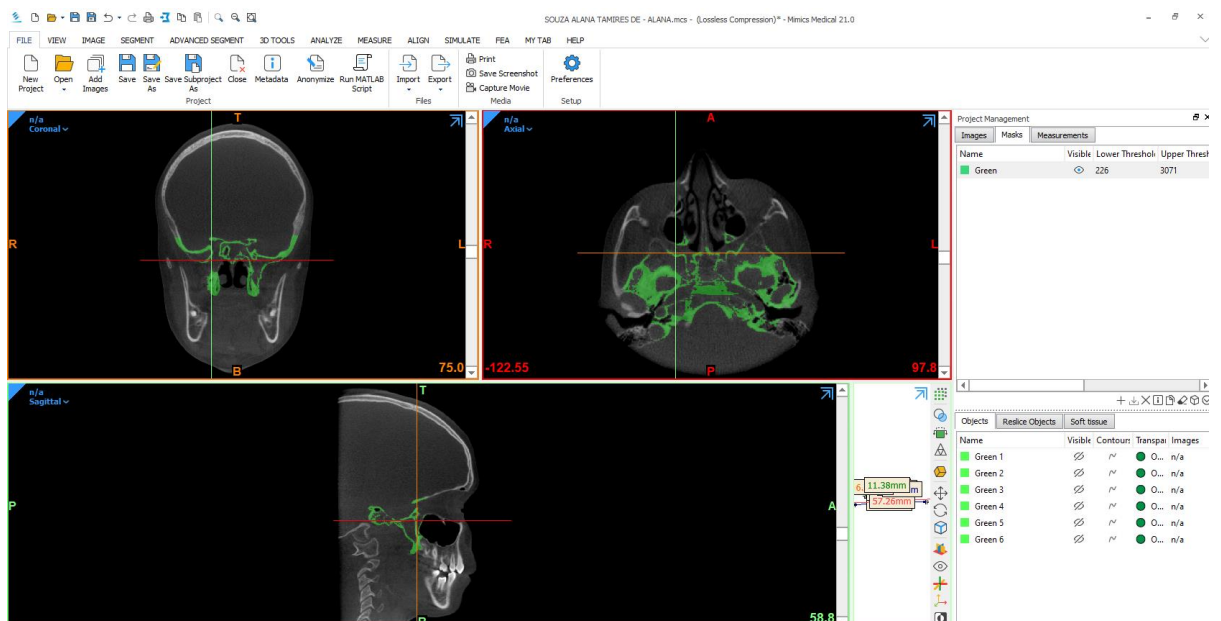 SOUZA ALANA TAMIRES DE - ALANA.mcs - (Lossless Compression)* - Mimics Medical 21.0
FILE VIEW IMAGE SEGMENT ADVANCED SEGMENT 3D TOOLS ANALYZE MEASURE ALIGN SIMULATE FEA MY TAB HELP
New Project
Open
Add Images
Save
Save As
Save Subproject As
Close
Metadata
Anonymize
Run MATLAB Script
Import
Export
Print
Save Screenshot
Capture Movie
Preferences
Project Files Media Setup
n/a
Coronal
T
R
L
B
75.0
n/a
Axial
A
R
L
P
-122.55
97.8
n/a
Sagittal
T
P
A
58.8
11.38mm
57.26mm
Project Management
Images Masks Measurements
Name Visible Lower Threshol Upper Thresh
Green 226 3071
Objects Reslice Objects Soft tissue
Name Visible Contours Transpar Images
Green 1 O... n/a
Green 2 O... n/a
Green 3 O... n/a
Green 4 O... n/a
Green 5 O... n/a
Green 6 O... n/a